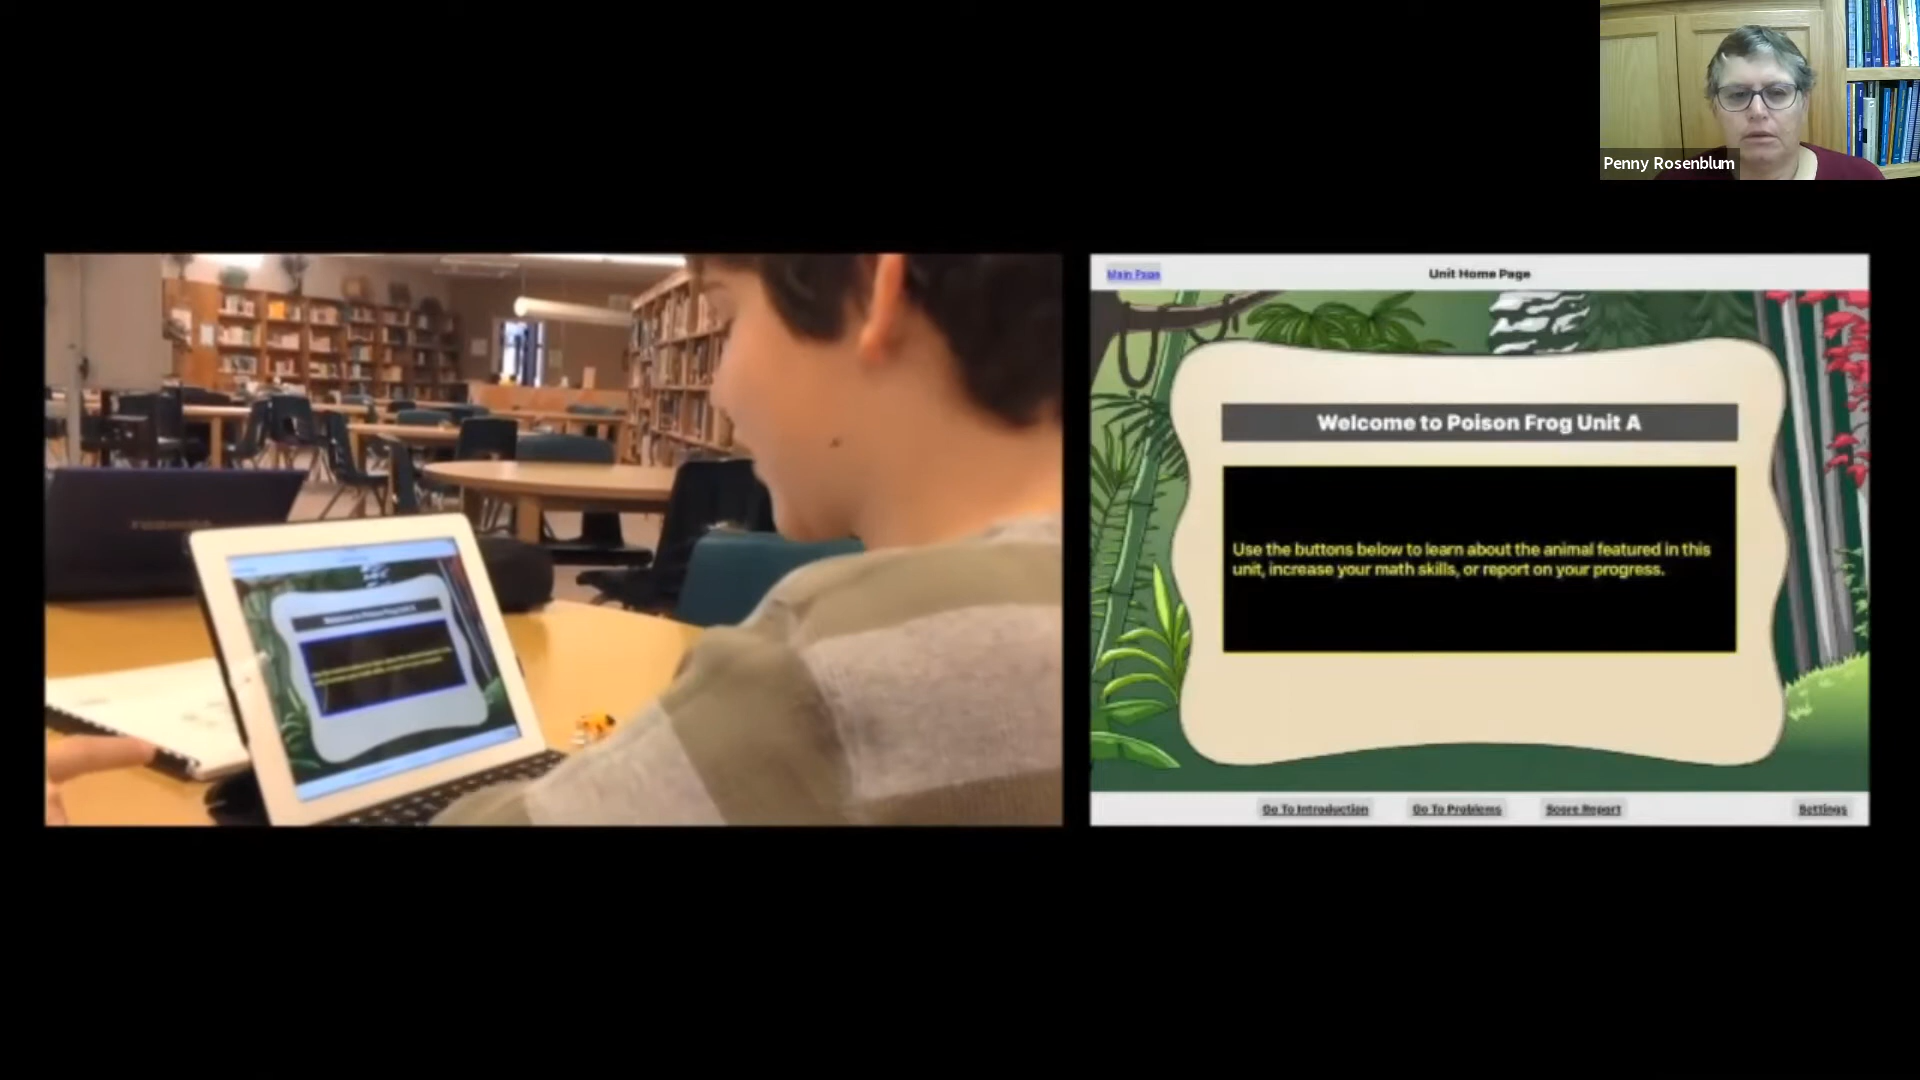 Penny Rosenblum
Main Page
Unit Home Page
Welcome to Poison Frog Unit A
Use the buttons below to learn about the animal featured in this
unit, increase your math skills, or report on your progress.
Go To Introduction
Go To Problems
Score Report
Settings